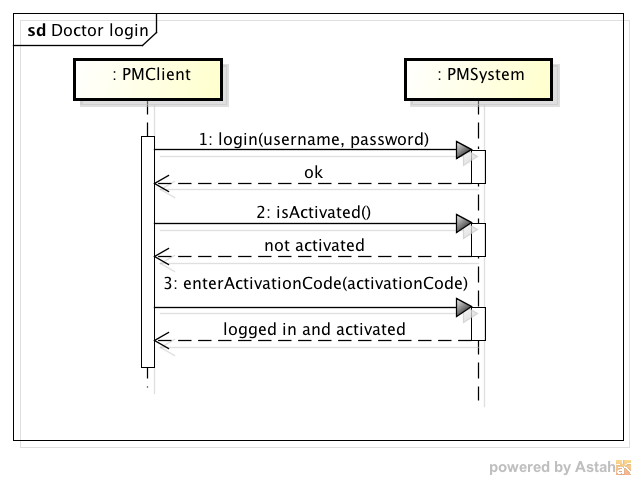 sd Doctor login
: PMClient
: PMSystem
1: login(username, password)
ok
2: isActivated()
not activated
3: enterActivationCode(activationCode)
logged in and activated
powered by Astah